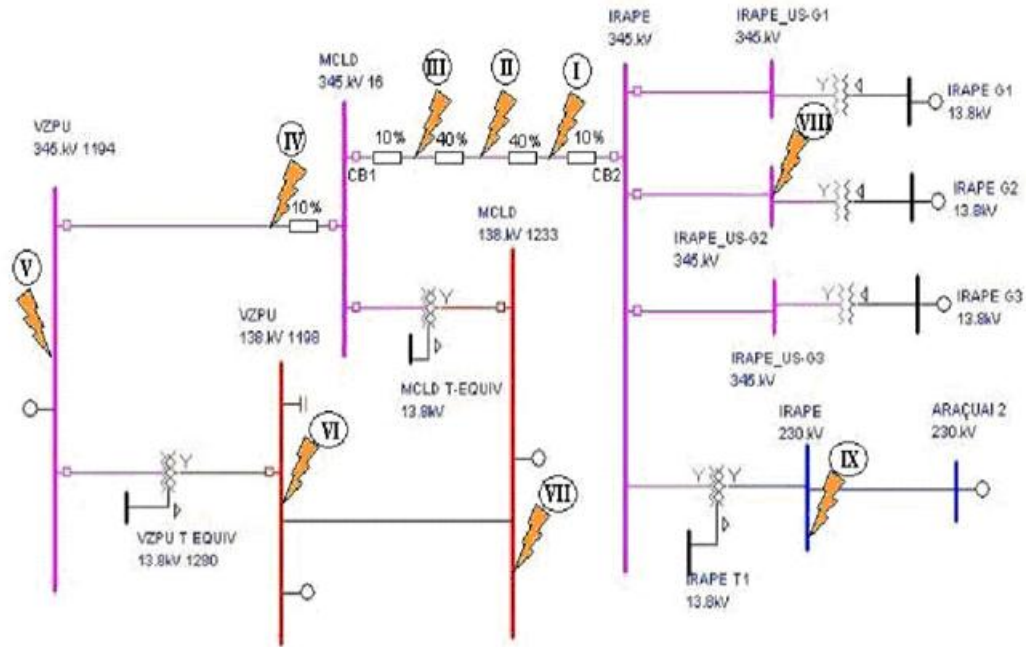 IRAPE
345.kV
IRAPE_US-G1
345.kV
MCLD
345.kV 16
III
II
I
IRAPE G1
13.8kV
VZPU
345.kV 1194
IV
10%
40%
40%
10%
VIII
CB1
CB2
10%
MCLD
138.kV 1233
IRAPE G2
13.8kV
IRAPE_US-G2
345.kV
V
Y
Y
Y
Y
IRAPE G3
13.8kV
VZPU
138.kV 1198
MCLD T-EQUIV
13.8kV
IRAPE_US-G3
345.kV
VI
IRAPE
230.kV
ARAÇUAI 2
230.kV
Y
VII
Y
Y
IX
VZPU T EQUIV
13.8kV 1280
IRAPE T1
13.8kV